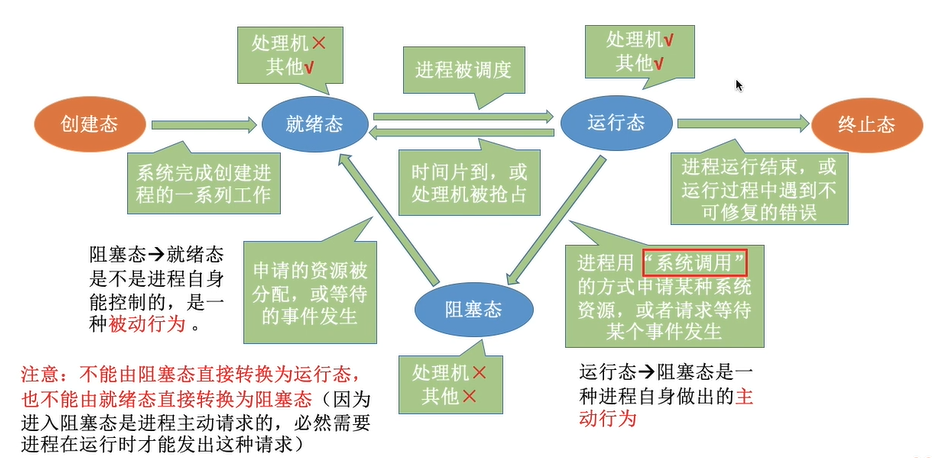 处理机×
其他√
进程被调度
处理机√
其他√
创建态
就绪态
运行态
终止态
系统完成创建进
程的一系列工作
时间片到，或
处理机被抢占
进程运行结束，或
运行过程中遇到不
可修复的错误
阻塞态→就绪态
是不是进程自身
能控制的，是一
种被动行为 。
申请的资源被
分配，或等待
的事件发生
进程用“系统调用”
的方式申请某种系统
资源，或者请求等待
某个事件发生
阻塞态
处理机×
其他×
运行态→阻塞态是一
种进程自身做出的主
动行为
注意：不能由阻塞态直接转换为运行态，
也不能由就绪态直接转换为阻塞态（因为
进入阻塞态是进程主动请求的，必然需要
进程在运行时才能发出这种请求）